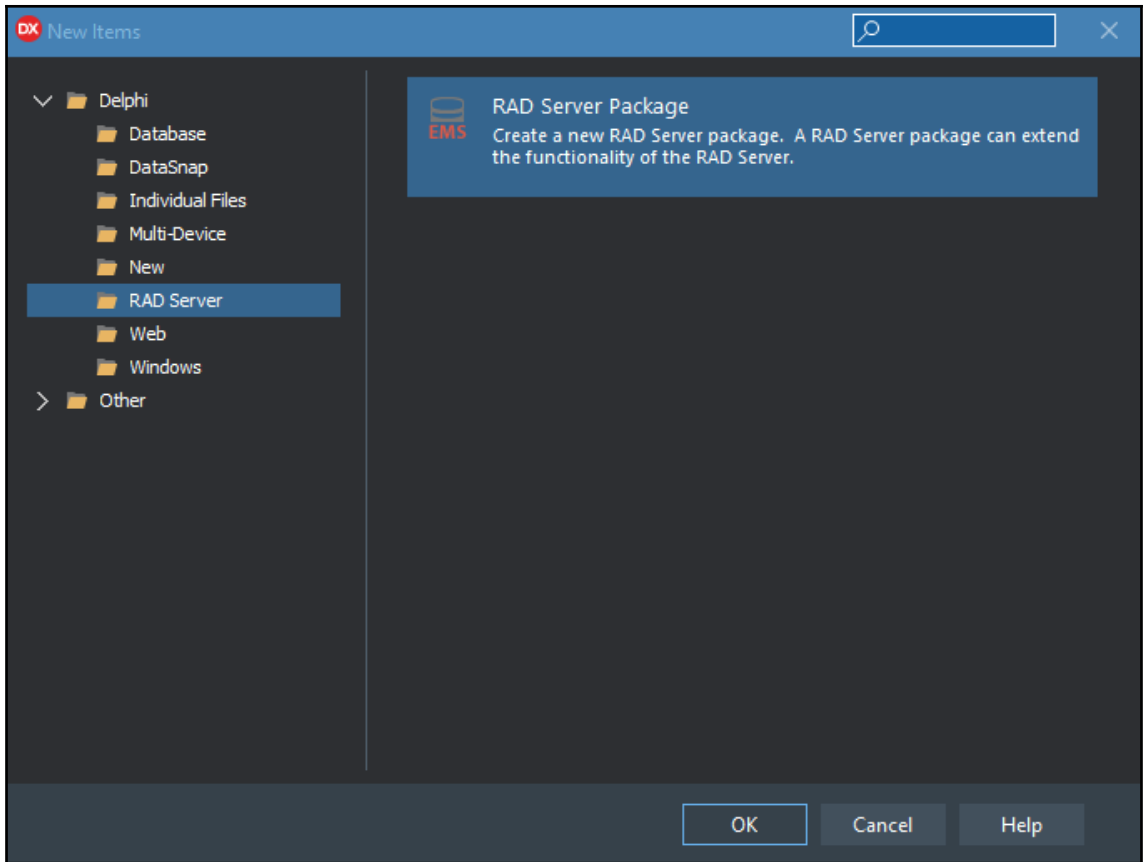 DX New Items
Delphi
Database
DataSnap
Individual Files
Multi-Device
New
RAD Server
Web
Windows
Other
EMS
RAD Server Package
Create a new RAD Server package. A RAD Server package can extend
the functionality of the RAD Server.
OK Cancel Help